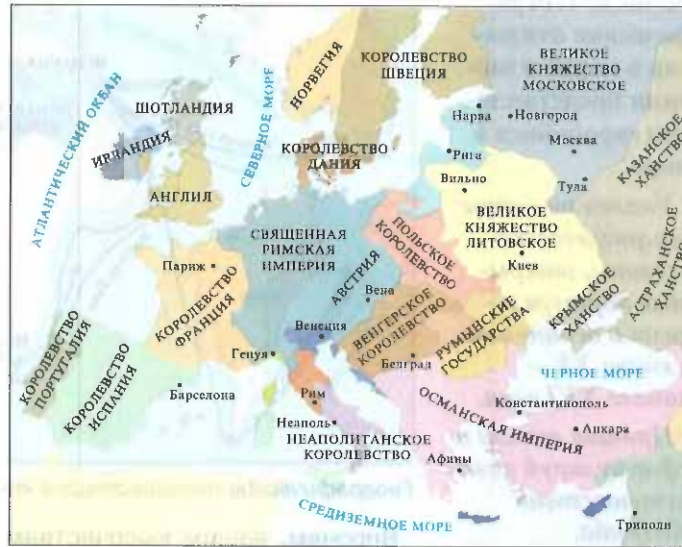 АТЛАНТИЧЕСКИЙ ОКЕАН
СЕВЕРНОЕ МОРЕ
НОРВЕГИЯ
КОРОЛЕВСТВО
ШВЕЦИЯ
ВЕЛИКОЕ
КНЯЖЕСТВО
МОСКОВСКОЕ
ШОТЛАНДИЯ
ИРЛАНДИЯ
АНГЛИЛ
КОРОЛЕВСТВО
ДАНИЯ
Нарва
Новгород
Рига
Москва
Вильно
Тула
КАЗАНСКОЕ
ХАНСТВО
СВЯЩЕННАЯ
РИМСКАЯ
ИМПЕРИЯ
ПОЛЬСКОЕ
КОРОЛЕВСТВО
ВЕЛИКОЕ
КНЯЖЕСТВО
ЛИТОВСКОЕ
Киев
АСТРАХАНСКОЕ
ХАНСТВО
КРЫМСКОЕ
ХАНСТВО
Париж
КОРОЛЕВСТВО
ФРАНЦИЯ
АВСТРИЯ
Вена
ВЕНГЕРСКОЕ
КОРОЛЕВСТВО
РУМЫНСКИЕ
ГОСУДАРСТВА
Венеция
Генуя
Белград
КОРОЛЕВСТВО
ПОРТУГАЛИЯ
КОРОЛЕВСТВО
ИСПАНИЯ
Барселона
Рим
ЧЕРНОЕ МОРЕ
Константинополь
ОСМАНСКАЯ ИМПЕРИЯ
Анкара
Неаполь
НЕАПОЛИТАНСКОЕ
КОРОЛЕВСТВО
Афины
СРЕДИЗЕМНОЕ МОРЕ
Триполи